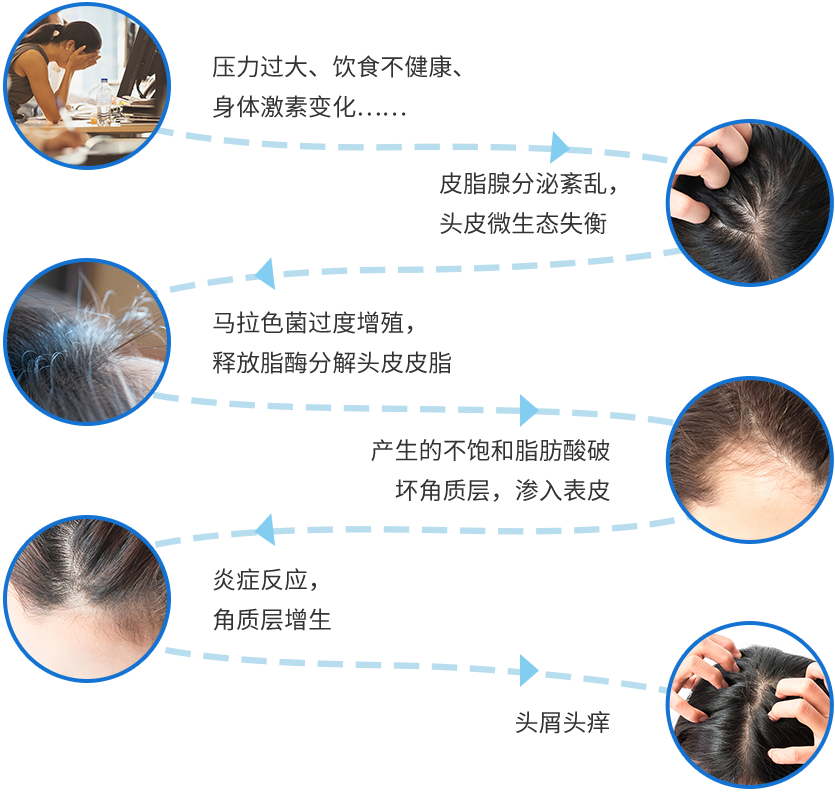 压力过大、饮食不健康、
身体激素变化……
皮脂腺分泌紊乱，
头皮微生态失衡
马拉色菌过度增殖，
释放脂酶分解头皮皮脂
产生的不饱和脂肪酸破
坏角质层，渗入表皮
炎症反应，
角质层增生
头屑头痒